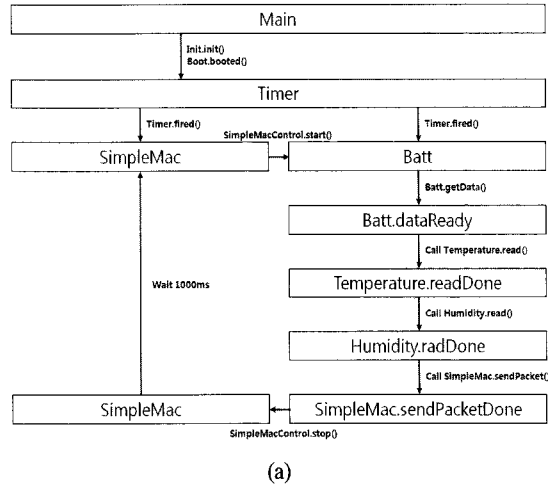 Main
Init.init()
Boot.booted()
Timer
Timer.fired()
SimpleMacControl.start()
Timer.fired()
SimpleMac
Batt
Batt.getData()
Batt.dataReady
Call Temperature.read()
Wait 1000ms
Temperature.readDone
Call Humidity.read()
Humidity.radDone
Call SimpleMac.sendPacket()
SimpleMac
SimpleMac.sendPacketDone
SimpleMacControl.stop()
(a)